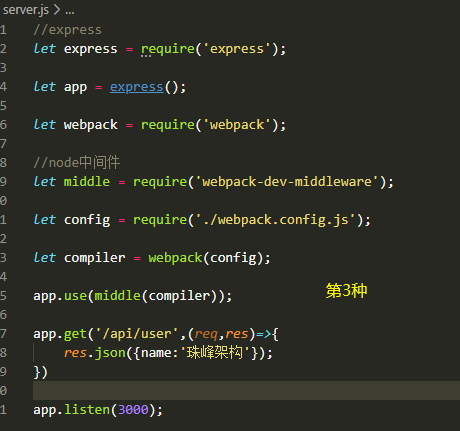 server.js > ...
1 //express
2 let express = require('express');
3
4 let app = express();
5
6 let webpack = require('webpack');
7
8 //node中间件
9 let middle = require('webpack-dev-middleware');
0
1 let config = require('./webpack.config.js');
2
3 let compiler = webpack(config);
4
5 app.use(middle(compiler)); 第3种
6
7 app.get('/api/user',(req,res)=>{
8 res.json({name:'珠峰架构'});
9 })
0
1 app.listen(3000);